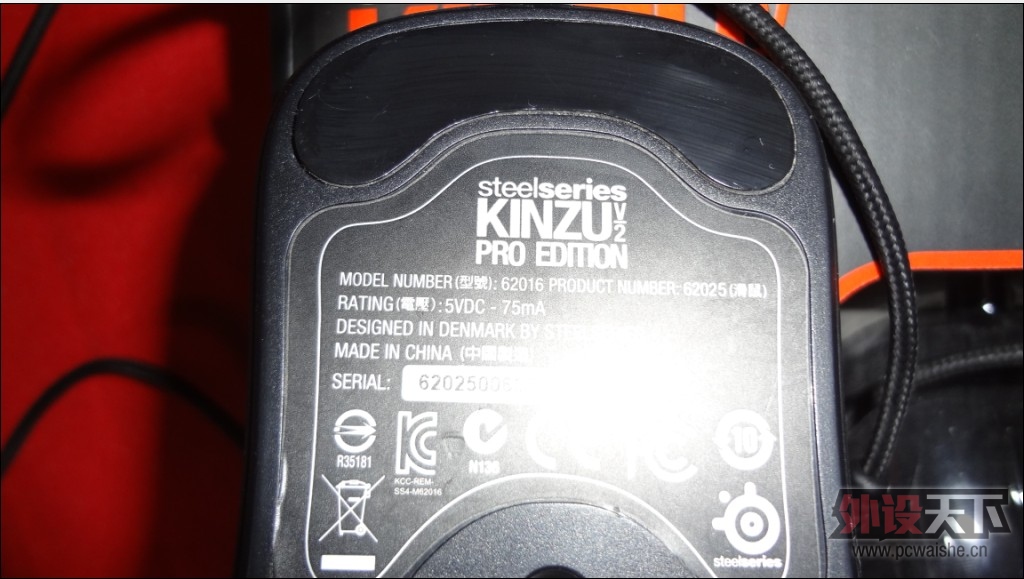 steelseries
KINZU V2
PRO EDITION
MODEL NUMBER(型號): 62016 PRODUCT NUMBER: 62025(滑鼠)
RATING(電壓): 5VDC - 75mA
DESIGNED IN DENMARK BY
MADE IN CHINA (中國製造)
SERIAL:
R35181
KCC-REM-
SS4-M62016
N136
10
steelseries
外设天下
www.pcwaishe.cn